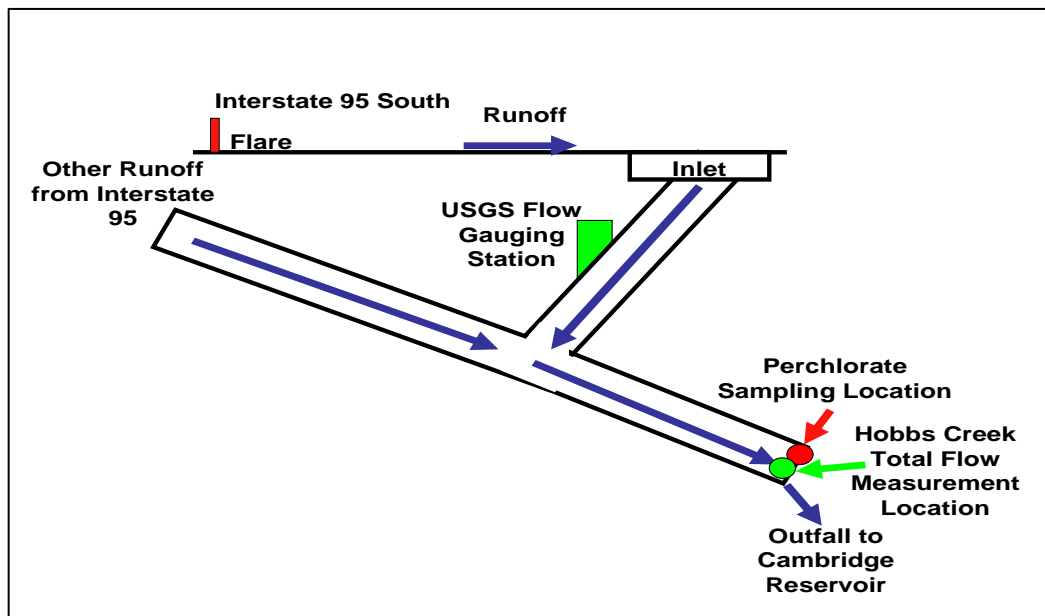 Interstate 95 South
Runoff
Flare
Inlet
Other Runoff
from Interstate
95
USGS Flow
Gauging
Station
Perchlorate
Sampling Location
Hobbs Creek
Total Flow
Measurement
Location
Outfall to
Cambridge
Reservoir